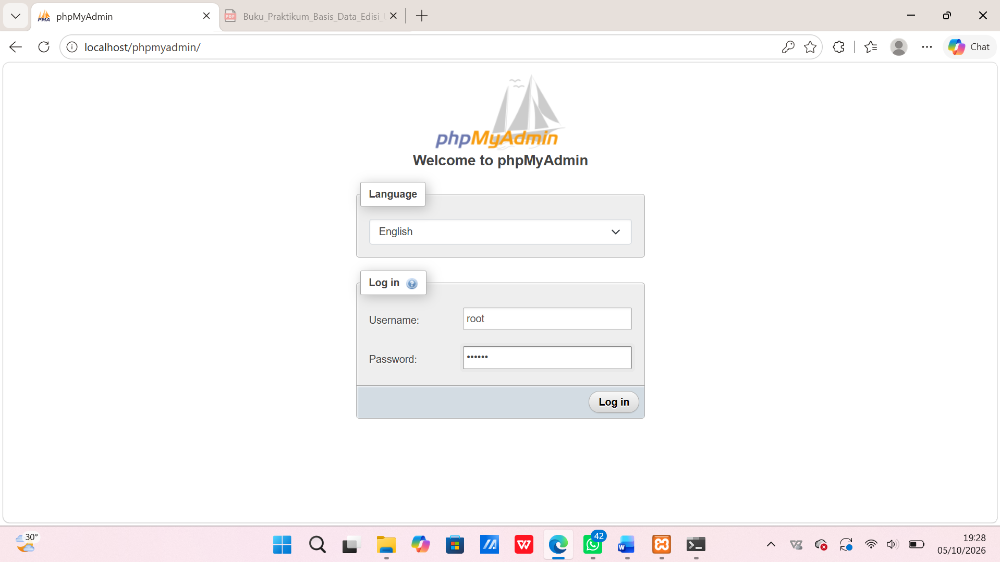 phpMyAdmin
Buku_Praktikum_Basis_Data_Edisi_
localhost/phpmyadmin/
Chat
phpMyAdmin
Welcome to phpMyAdmin
Language
English
Log in
Username:
root
Password:
••••••
Log in
30°
42
19:28
05/10/2026